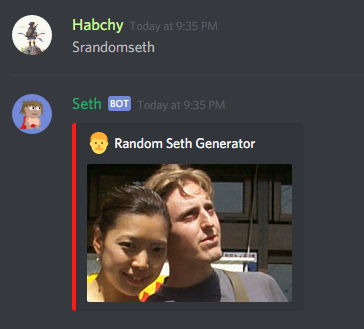 Habchy Today at 9:35 PM
Srandomseth
Seth BOT Today at 9:35 PM
Random Seth Generator